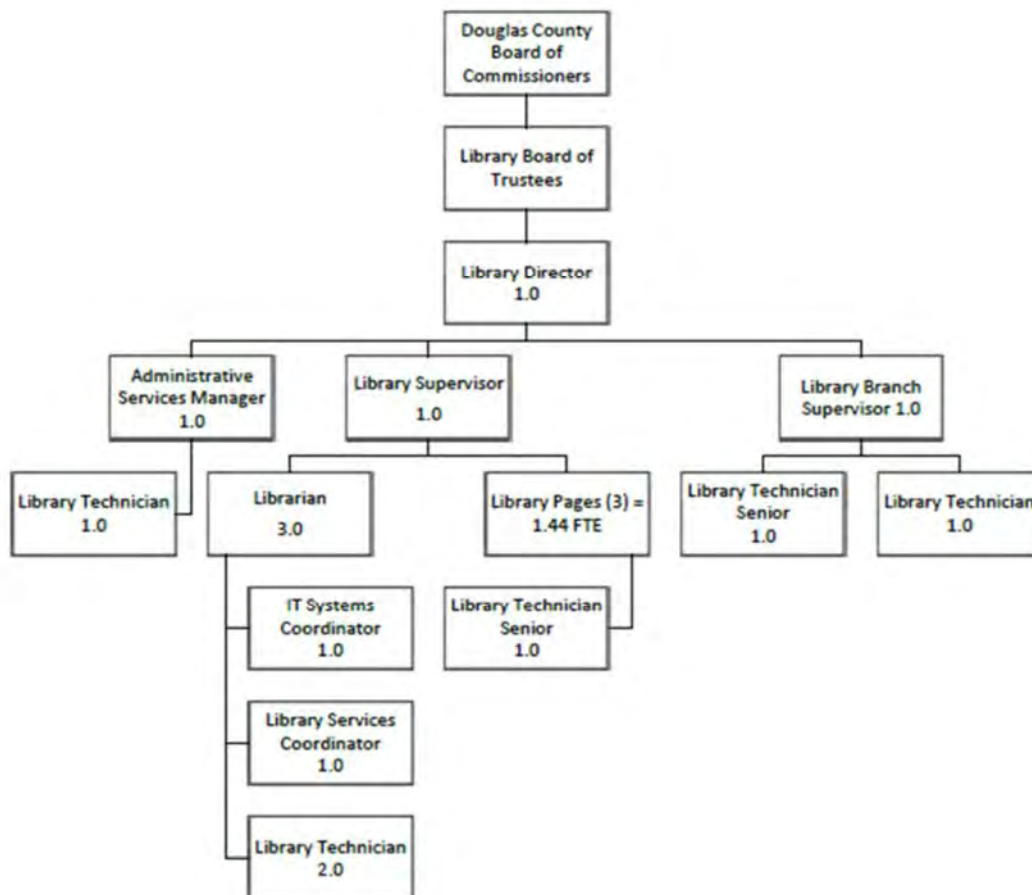 Douglas County
Board of
Commissioners
Library Board of
Trustees
Library Director
1.0
Administrative
Services Manager
1.0
Library Supervisor
1.0
Library Branch
Supervisor 1.0
Library Technician
1.0
Librarian
3.0
Library Pages (3) =
1.44 FTE
Library Technician
Senior
1.0
Library Technician
1.0
IT Systems
Coordinator
1.0
Library Technician
Senior
1.0
Library Services
Coordinator
1.0
Library Technician
2.0